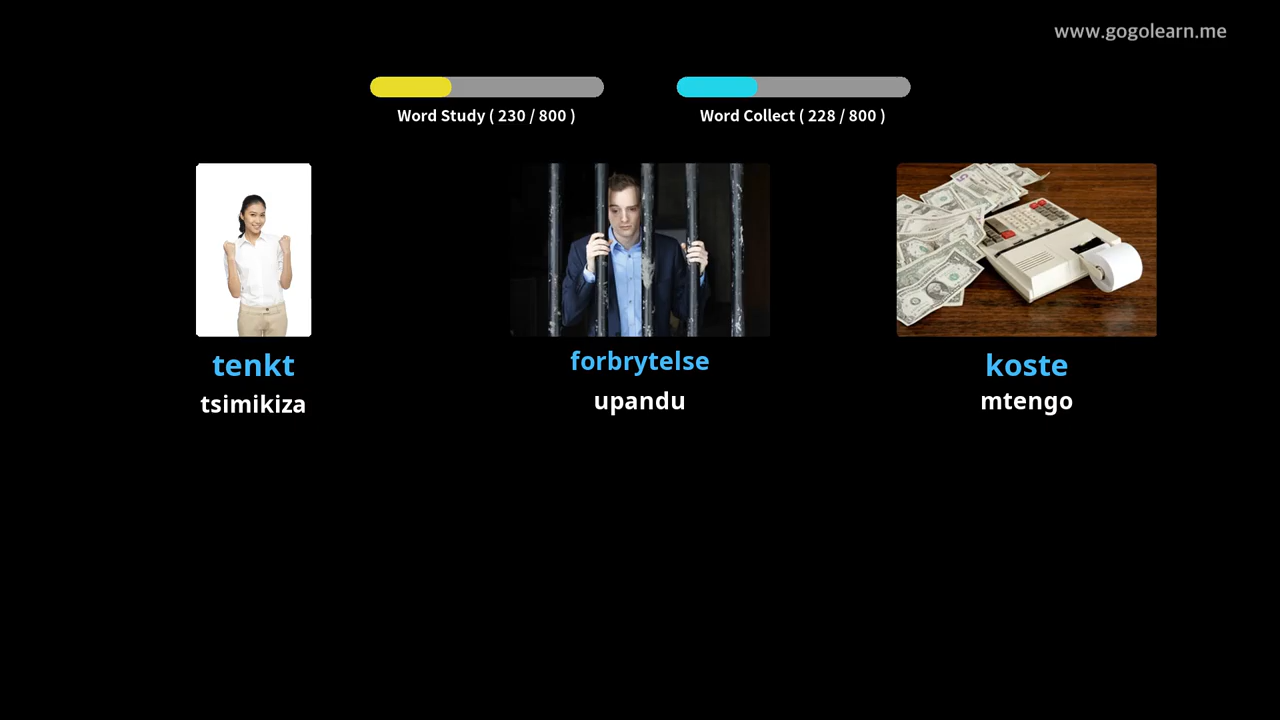 www.gogolearn.me
Word Study ( 230 / 800 )
Word Collect ( 228 / 800 )
tenkt
tsimikiza
forbrytelse
upandu
koste
mtengo